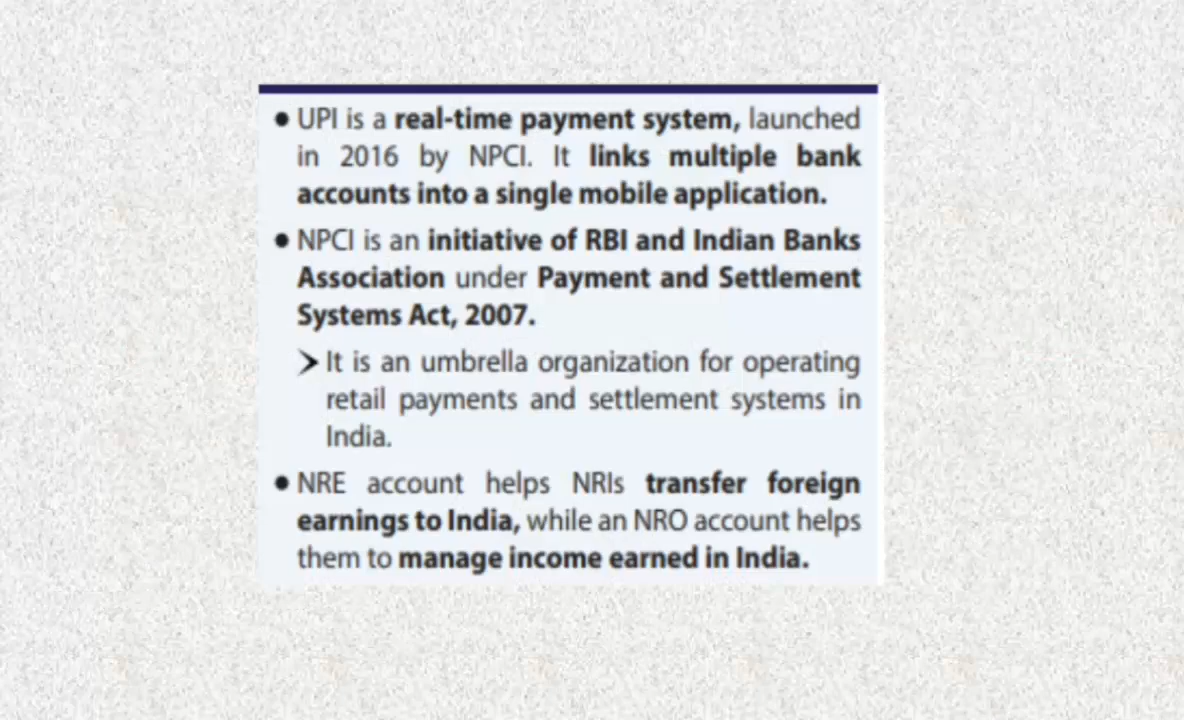 ● UPI is a real-time payment system, launched
in 2016 by NPCI. It links multiple bank
accounts into a single mobile application.
● NPCI is an initiative of RBI and Indian Banks
Association under Payment and Settlement
Systems Act, 2007.
➤ It is an umbrella organization for operating
retail payments and settlement systems in
India.
● NRE account helps NRIs transfer foreign
earnings to India, while an NRO account helps
them to manage income earned in India.